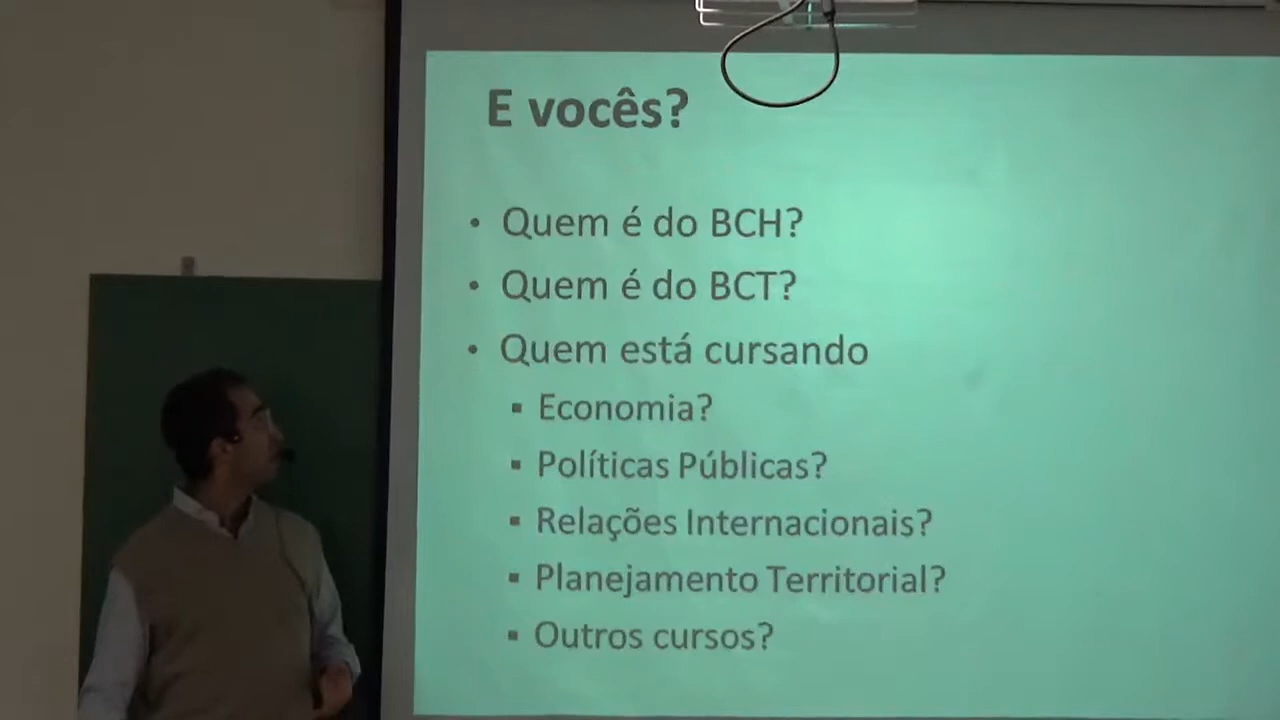 E vocês?
• Quem é do BCH?
• Quem é do BCT?
• Quem está cursando
▪ Economia?
▪ Políticas Públicas?
▪ Relações Internacionais?
▪ Planejamento Territorial?
▪ Outros cursos?